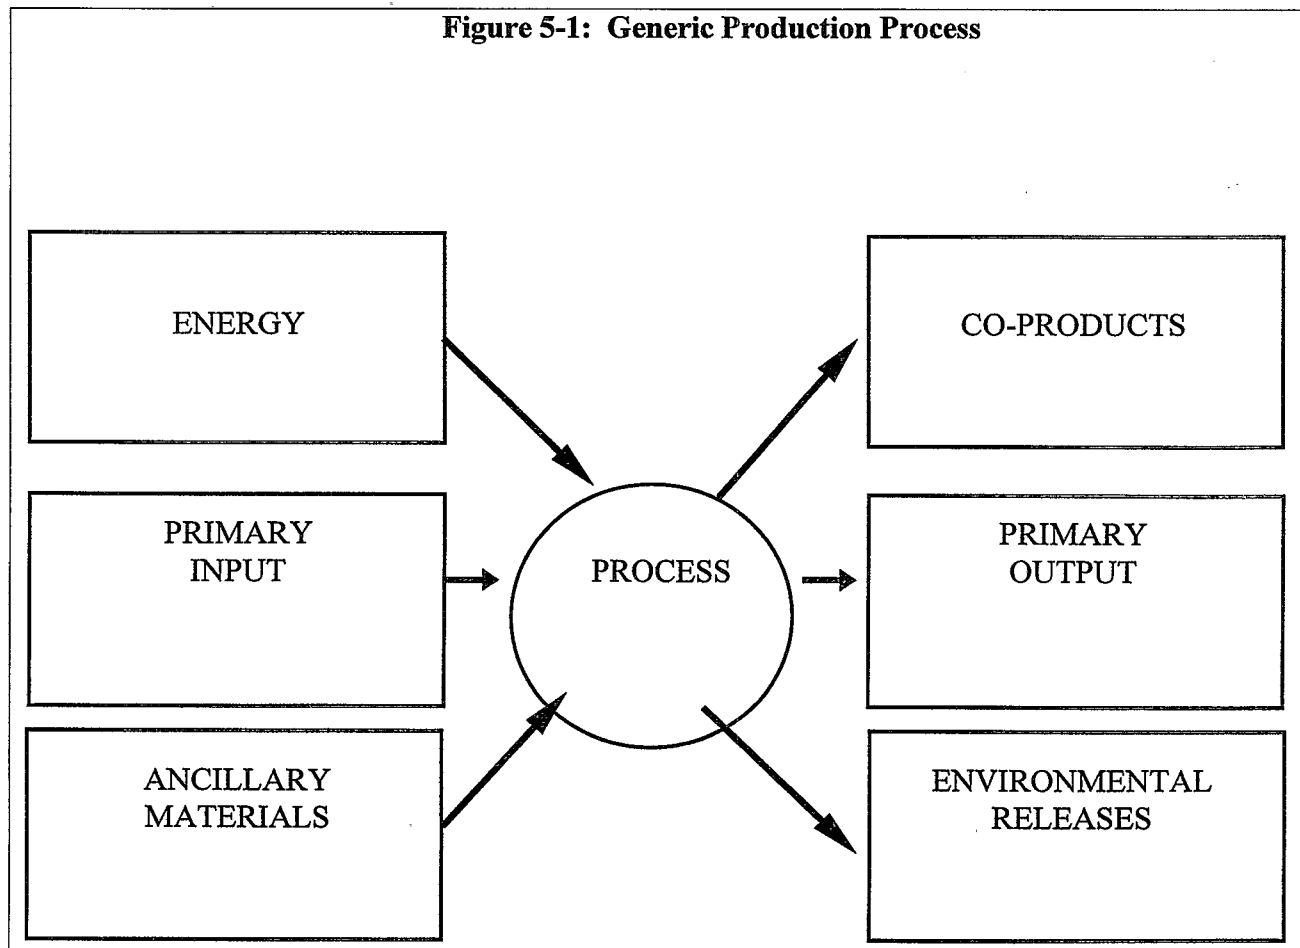 Figure 5-1: Generic Production Process
ENERGY
CO-PRODUCTS
PRIMARY
INPUT
PROCESS
PRIMARY
OUTPUT
ANCILLARY
MATERIALS
ENVIRONMENTAL
RELEASES